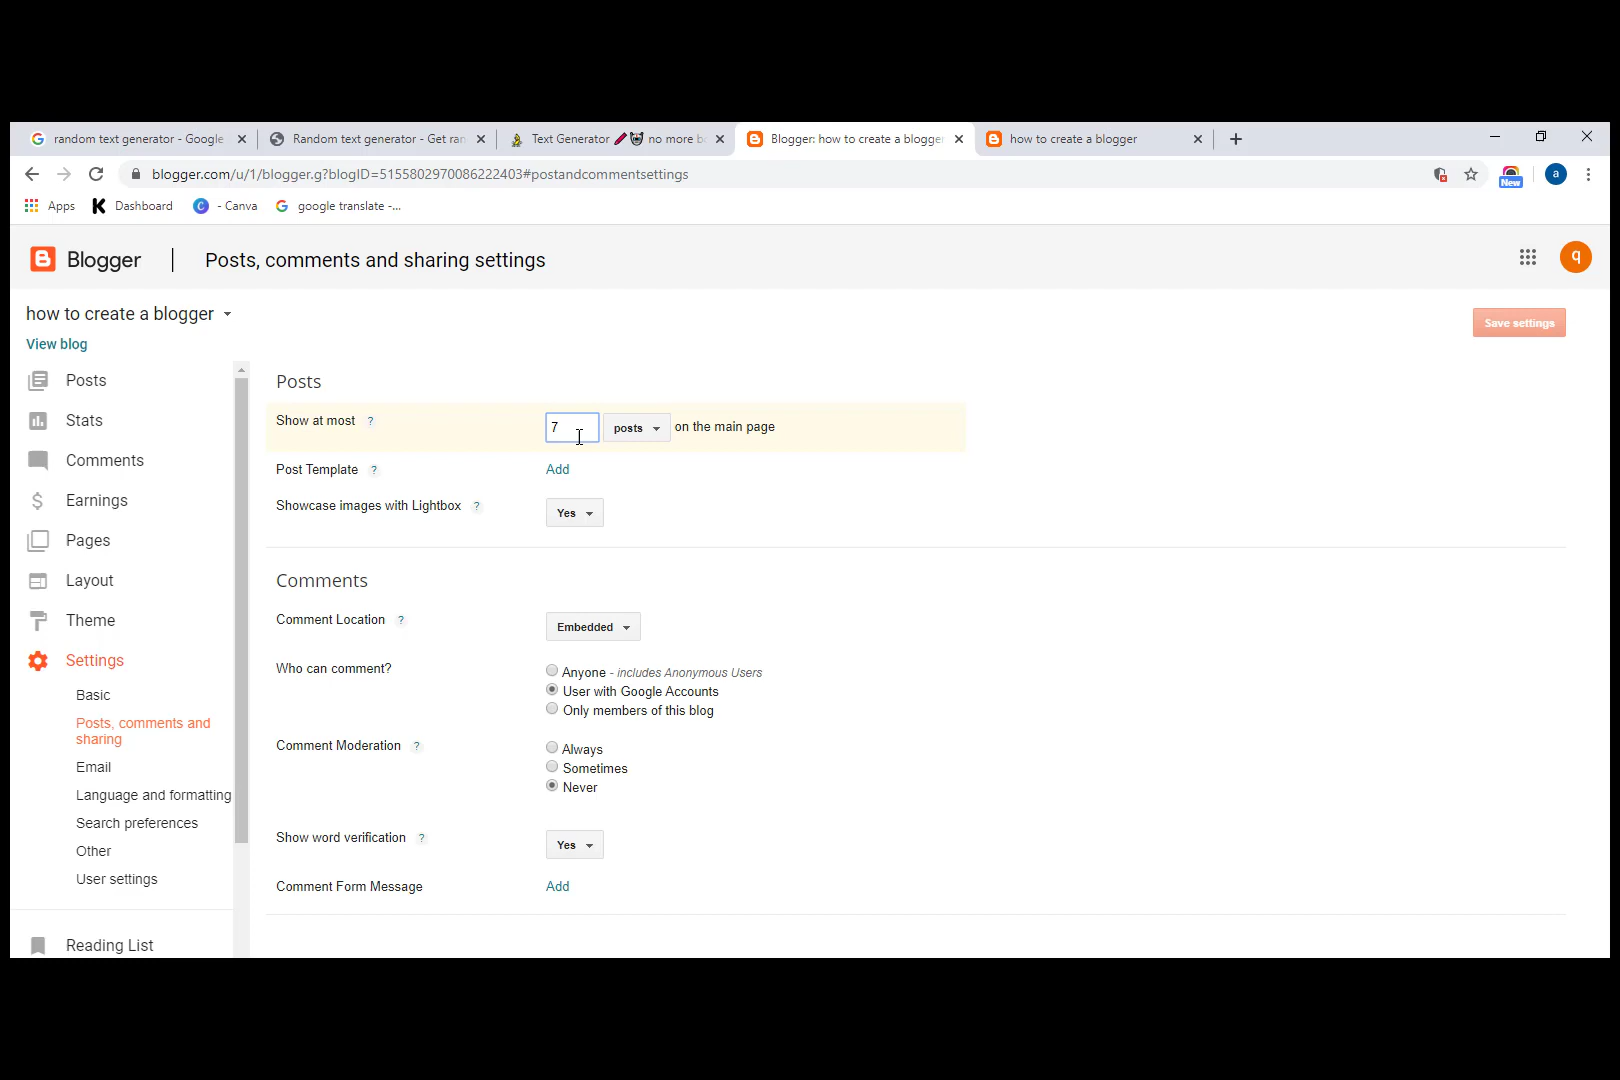 random text generator - Google
Random text generator - Get ran
Text Generator 🖍️😈 no more b
Blogger: how to create a blogger
how to create a blogger
blogger.com/u/1/blogger.g?blogID=5155802970086222403#postandcommentsettings
New
a
Apps
Dashboard
- Canva
google translate -...
Blogger
Posts, comments and sharing settings
q
how to create a blogger
Save settings
View blog
Posts
Stats
Comments
Earnings
Pages
Layout
Theme
Settings
Basic
Posts, comments and
sharing
Email
Language and formatting
Search preferences
Other
User settings
Reading List
Posts
Show at most ? 7 posts on the main page
Post Template ? Add
Showcase images with Lightbox ? Yes
Comments
Comment Location ? Embedded
Who can comment?
Anyone - includes Anonymous Users
User with Google Accounts
Only members of this blog
Comment Moderation ?
Always
Sometimes
Never
Show word verification ? Yes
Comment Form Message Add